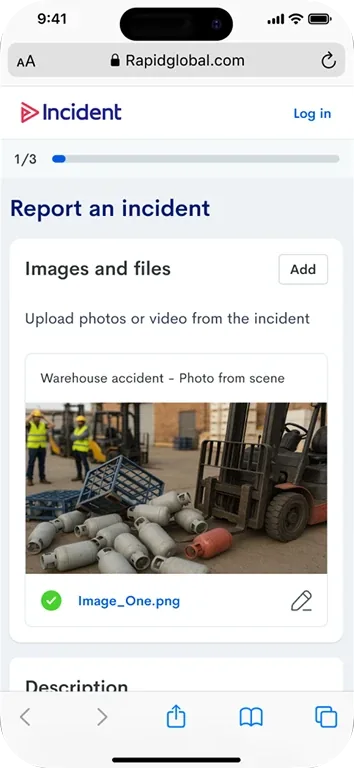 9:41
AA
Rapidglobal.com
Incident
Log in
1/3
Report an incident
Images and files
Add
Upload photos or video from the incident
Warehouse accident - Photo from scene
Image_One.png
Description